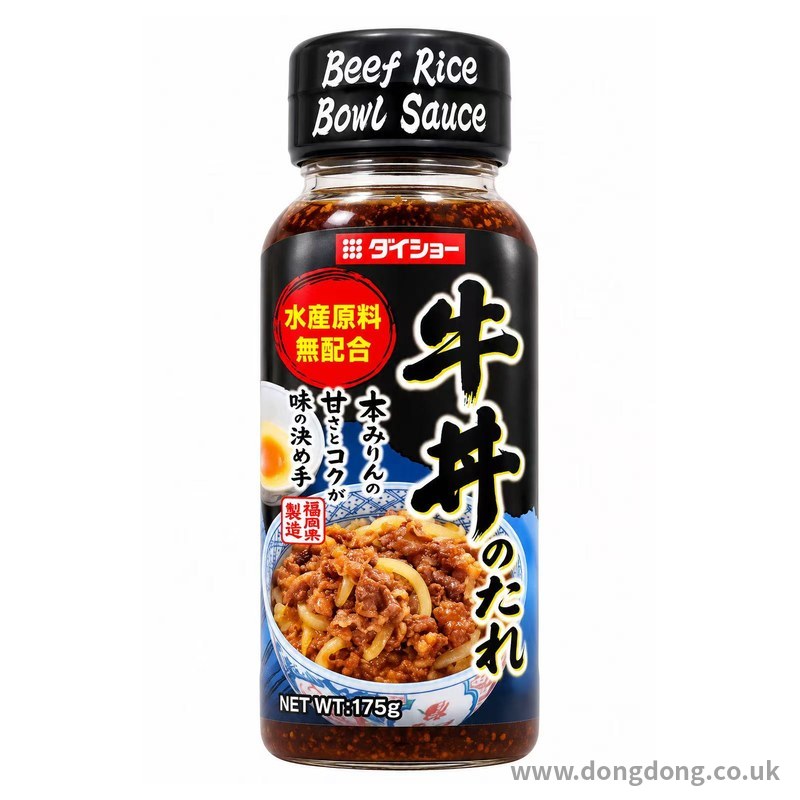 Beef Rice
Bowl Sauce
ダイショー
水産原料
無配合
牛丼のたれ
本みりんの
甘さとコクが
味の決め手
福岡県
製造
NET WT:175g
www.dongdong.co.uk